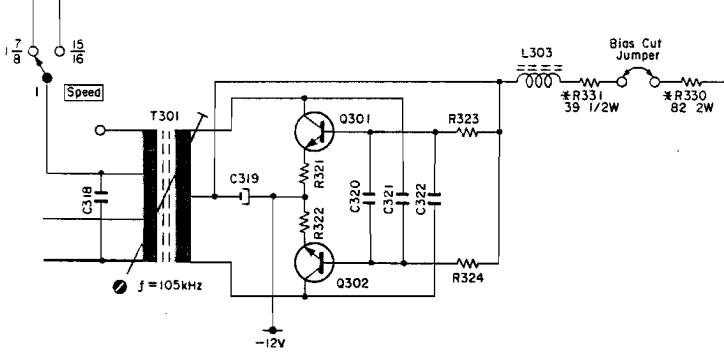 1 7/8
15/16
1
Speed
T301
C318
f=105kHz
C319
Q301
R321
R322
Q302
-12V
C320
C321
C322
R323
R324
L303
Bias Cut
Jumper
*R331
39 1/2W
*R330
82 2W